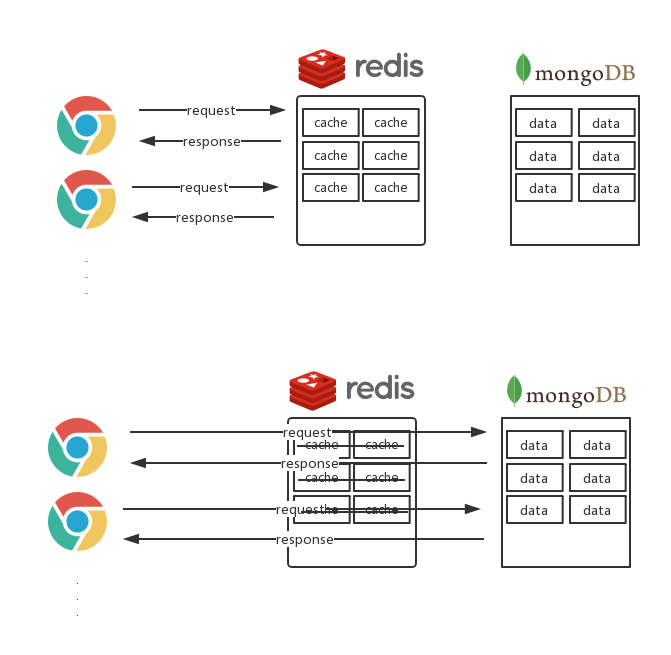 redis
mongoDB
request
cache cache
data data
response
cache cache
data data
request
cache cache
data data
response
.
.
.
redis
mongoDB
request
cache cache
data data
response
cache cache
data data
request
he cache
data data
response
.
.
.